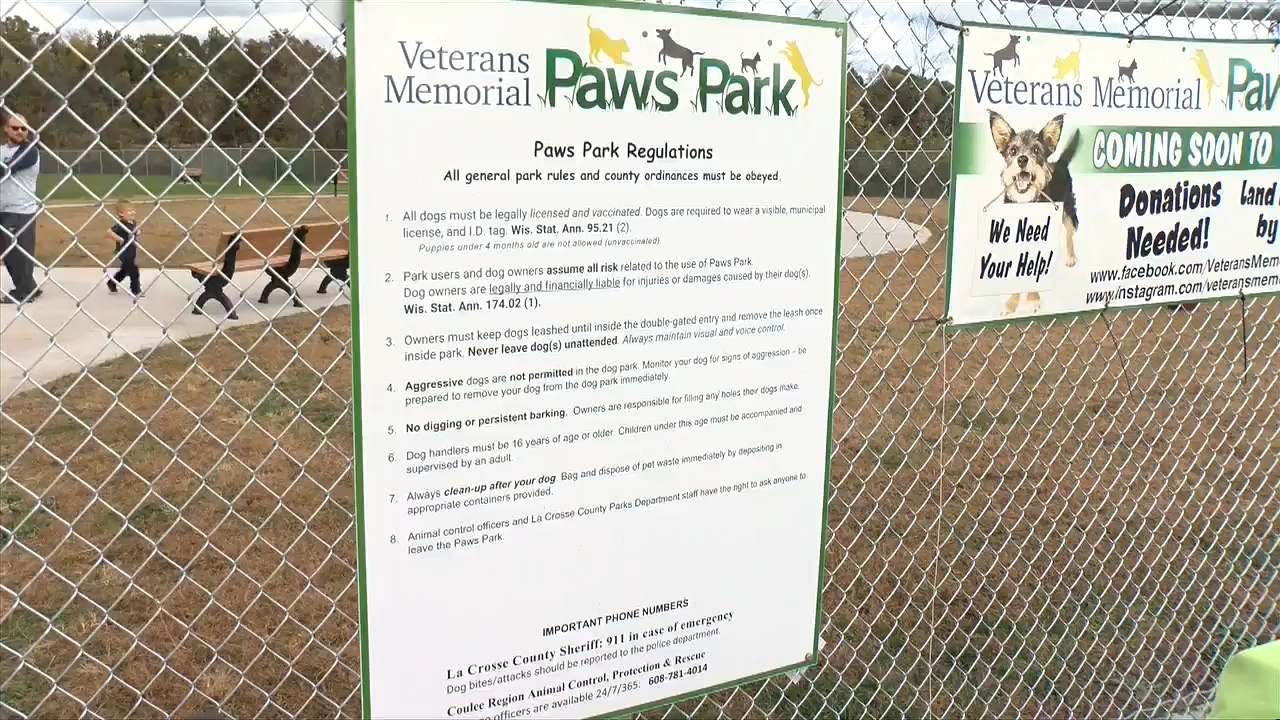 Veterans
Memorial
Paws Park
Paws Park Regulations
All general park rules and county ordinances must be obeyed.
1. All dogs must be legally licensed and vaccinated. Dogs are required to wear a visible, municipal
license, and I.D. tag. Wis. Stat. Ann. 95.21 (2).
Puppies under 4 months old are not allowed (unvaccinated).
2. Park users and dog owners assume all risk related to the use of Paws Park.
Dog owners are legally and financially liable for injuries or damages caused by their dog(s).
Wis. Stat. Ann. 174.02 (1).
3. Owners must keep dogs leashed until inside the double-gated entry and remove the leash once
inside park. Never leave dog(s) unattended. Always maintain visual and voice control.
4. Aggressive dogs are not permitted in the dog park. Monitor your dog for signs of aggression – be
prepared to remove your dog from the dog park immediately.
5. No digging or persistent barking. Owners are responsible for filling any holes their dogs make.
6. Dog handlers must be 16 years of age or older. Children under this age must be accompanied and
supervised by an adult.
7. Always clean-up after your dog. Bag and dispose of pet waste immediately by depositing in
appropriate containers provided.
8. Animal control officers and La Crosse County Parks Department staff have the right to ask anyone to
leave the Paws Park.
IMPORTANT PHONE NUMBERS
La Crosse County Sheriff: 911 in case of emergency
Dog bites/attacks should be reported to the police department.
Coulee Region Animal Control, Protection & Rescue
officers are available 24/7/365: 608-781-4014
Veterans Memorial Pav
COMING SOON TO
We Need
Your Help!
Donations
Needed!
Land
by
www.facebook.com/VeteransMem
www.instagram.com/veteransmem